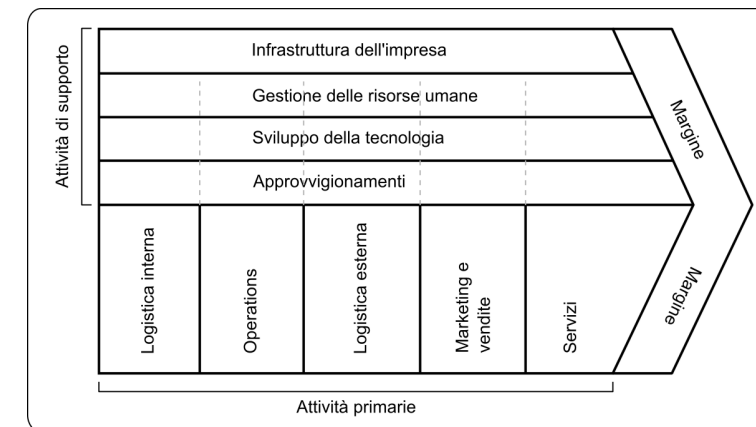 Attività di supporto
Infrastruttura dell'impresa
Gestione delle risorse umane
Sviluppo della tecnologia
Approvvigionamenti
Margine
Logistica interna
Operations
Logistica esterna
Marketing e
vendite
Servizi
Margine
Attività primarie